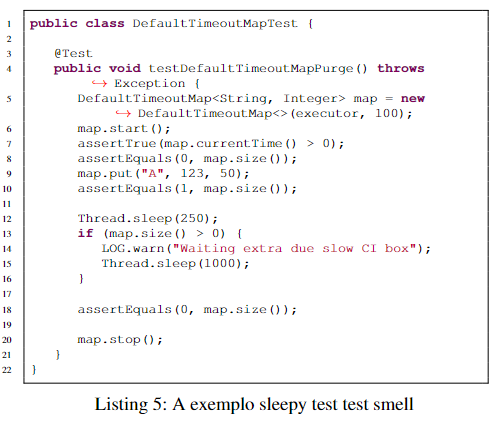 1 public class DefaultTimeoutMapTest {
2
3 @Test
4 public void testDefaultTimeoutMapPurge() throws
↪ Exception {
5 DefaultTimeoutMap<String, Integer> map = new
↪ DefaultTimeoutMap<>(executor, 100);
6 map.start();
7 assertTrue(map.currentTime() > 0);
8 assertEquals(0, map.size());
9 map.put("A", 123, 50);
10 assertEquals(1, map.size());
11
12 Thread.sleep(250);
13 if (map.size() > 0) {
14 LOG.warn("Waiting extra due slow CI box");
15 Thread.sleep(1000);
16 }
17
18 assertEquals(0, map.size());
19
20 map.stop();
21 }
22 }
Listing 5: A exemplo sleepy test test smell